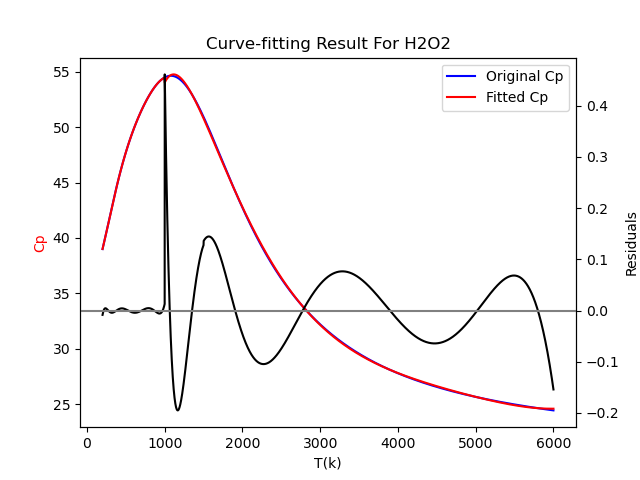 Curve-fitting Result For H2O2
Original Cp
Fitted Cp
Cp
55
50
45
40
35
30
25
0.4
0.3
0.2
0.1
0.0
−0.1
−0.2
Residuals
0 1000 2000 3000 4000 5000 6000
T(k)